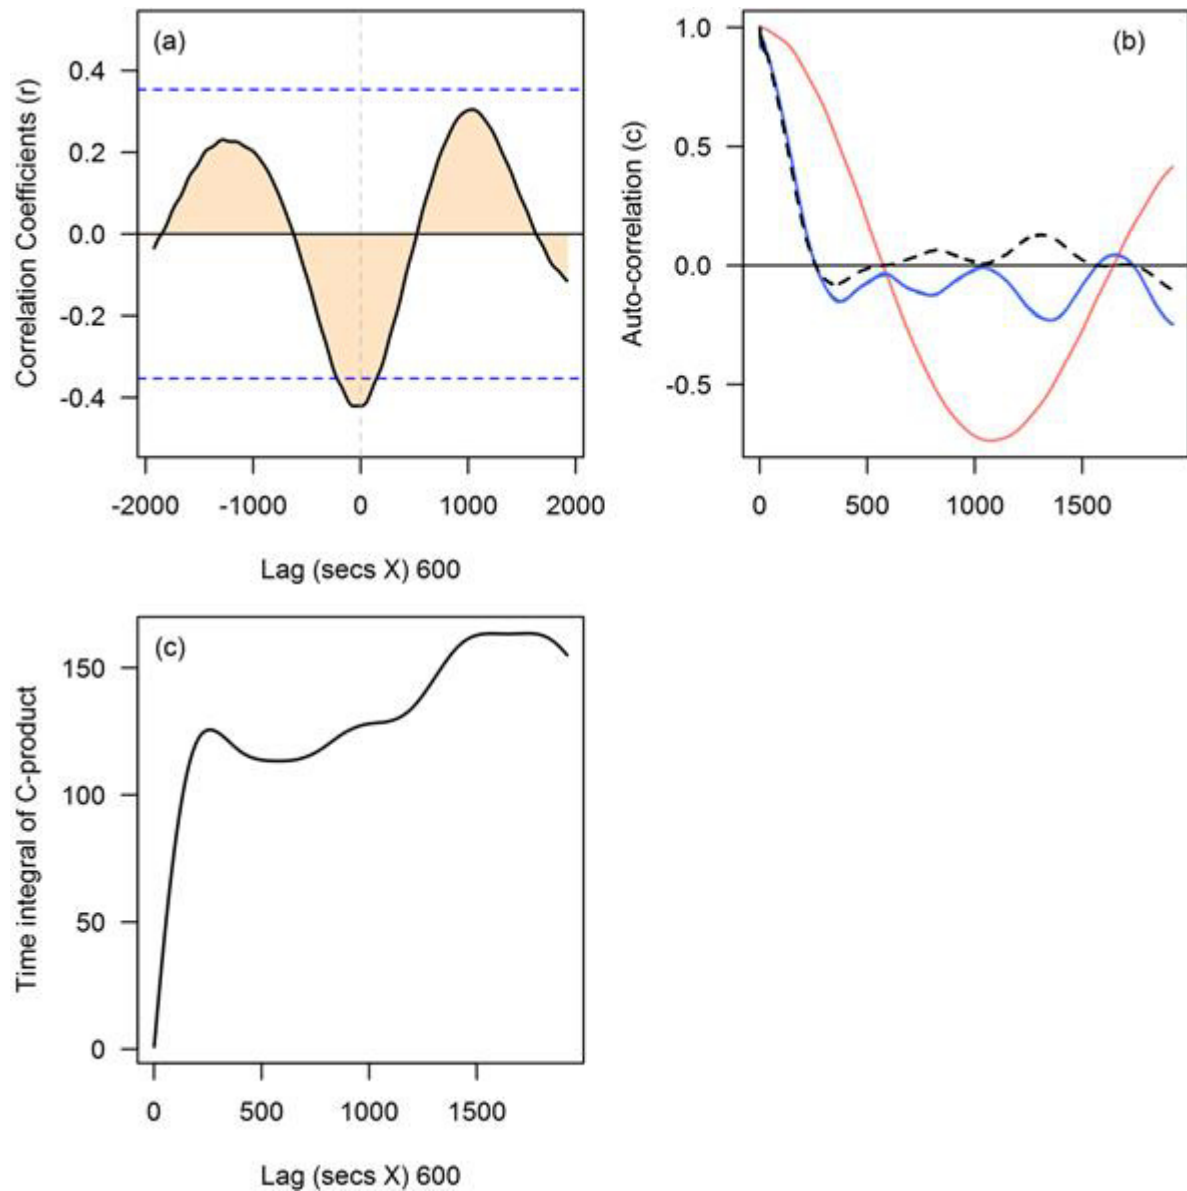 (a)
Correlation Coefficients (r)
0.4
0.2
0.0
-0.2
-0.4
-2000 -1000 0 1000 2000
Lag (secs X) 600
(b)
Auto-correlation (c)
1.0
0.5
0.0
-0.5
0 500 1000 1500
(c)
Time integral of C-product
150
100
50
0
0 500 1000 1500
Lag (secs X) 600